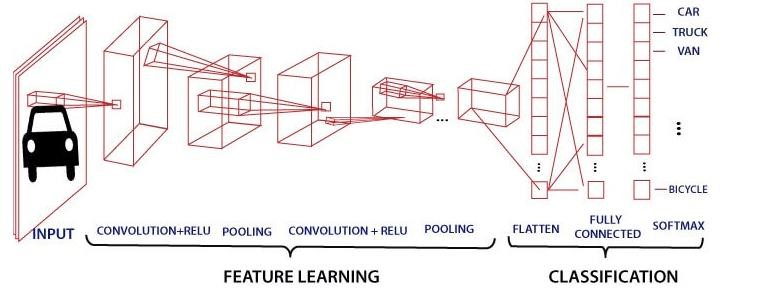 CAR
TRUCK
VAN
...
BICYCLE
INPUT
CONVOLUTION+RELU
POOLING
CONVOLUTION + RELU
POOLING
FLATTEN
FULLY
CONNECTED
SOFTMAX
FEATURE LEARNING
CLASSIFICATION